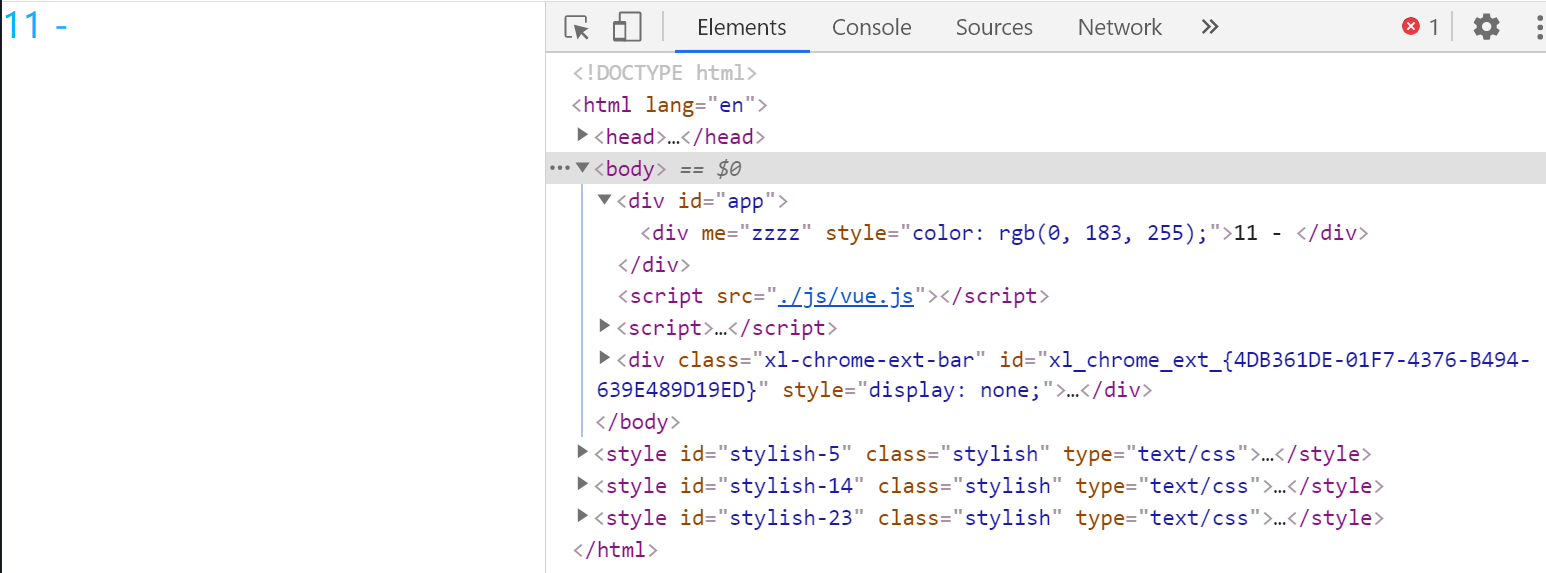 11 -
Elements Console Sources Network » 1
<!DOCTYPE html>
<html lang="en">
<head>…</head>
<body> == $0
<div id="app">
<div me="zzzz" style="color: rgb(0, 183, 255);">11 - </div>
</div>
<script src="./js/vue.js"></script>
<script>…</script>
<div class="xl-chrome-ext-bar" id="xl_chrome_ext_{4DB361DE-01F7-4376-B494-
639E489D19ED}" style="display: none;">…</div>
</body>
<style id="stylish-5" class="stylish" type="text/css">…</style>
<style id="stylish-14" class="stylish" type="text/css">…</style>
<style id="stylish-23" class="stylish" type="text/css">…</style>
</html>